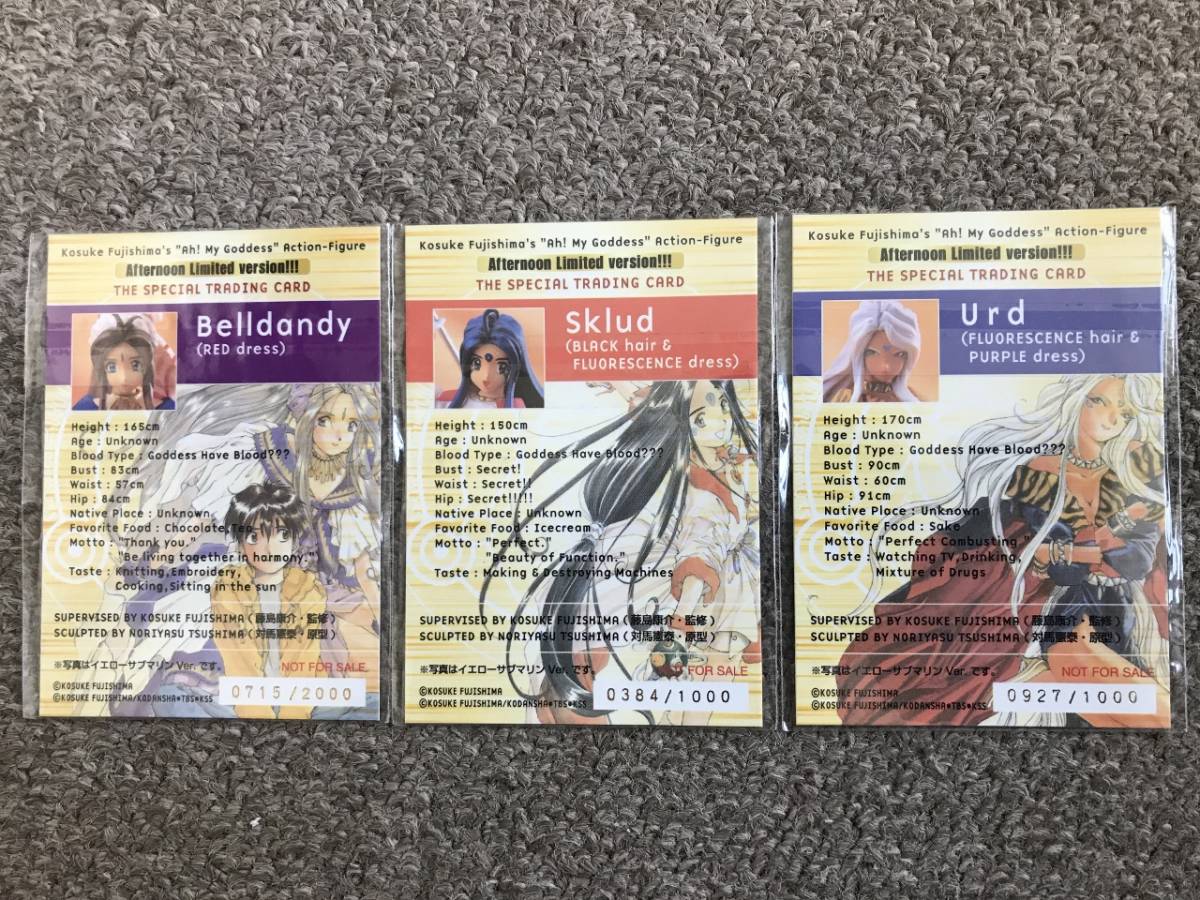 Kosuke Fujishima's "Ah! My Goddess" Action-Figure
Afternoon Limited version!!!
THE SPECIAL TRADING CARD
Belldandy
(RED dress)
Height : 165cm
Age : Unknown
Blood Type : Goddess Have Blood???
Bust : 83cm
Waist : 57cm
Hip : 84cm
Native Place : Unknown
Favorite Food : Chocolate,Tea
Motto : "Thank you."
"Be living together in harmony."
Taste : Knitting,Embroidery,
Cooking,Sitting in the sun
SUPERVISED BY KOSUKE FUJISHIMA (藤島康介・監修)
SCULPTED BY NORIYASU TSUSHIMA (対馬憲泰・原型)
※写真はイエローサブマリン Ver. です。
NOT FOR SALE.
©KOSUKE FUJISHIMA
©KOSUKE FUJISHIMA/KODANSHA•TBS•KSS
0715/2000
Kosuke Fujishima's "Ah! My Goddess" Action-Figure
Afternoon Limited version!!!
THE SPECIAL TRADING CARD
Sklud
(BLACK hair &
FLUORESCENCE dress)
Height : 150cm
Age : Unknown
Blood Type : Goddess Have Blood???
Bust : Secret!
Waist : Secret!!
Hip : Secret!!!!!
Native Place : Unknown
Favorite Food : Icecream
Motto : "Perfect."
"Beauty of Function."
Taste : Making & Destroying Machines
SUPERVISED BY KOSUKE FUJISHIMA (藤島康介・監修)
SCULPTED BY NORIYASU TSUSHIMA (対馬憲泰・原型)
※写真はイエローサブマリン Ver. です。
NOT FOR SALE
©KOSUKE FUJISHIMA
©KOSUKE FUJISHIMA/KODANSHA•TBS•KSS
0384/1000
Kosuke Fujishima's "Ah! My Goddess" Action-Figure
Afternoon Limited version!!!
THE SPECIAL TRADING CARD
Urd
(FLUORESCENCE hair &
PURPLE dress)
Height : 170cm
Age : Unknown
Blood Type : Goddess Have Blood???
Bust : 90cm
Waist : 60cm
Hip : 91cm
Native Place : Unknown
Favorite Food : Sake
Motto : "Perfect Combusting."
Taste : Watching TV,Drinking,
Mixture of Drugs
SUPERVISED BY KOSUKE FUJISHIMA (藤島康介・監修)
SCULPTED BY NORIYASU TSUSHIMA (対馬憲泰・原型)
※写真はイエローサブマリン Ver. です。
NOT FOR SALE
©KOSUKE FUJISHIMA
©KOSUKE FUJISHIMA/KODANSHA•TBS•KSS
0927/1000